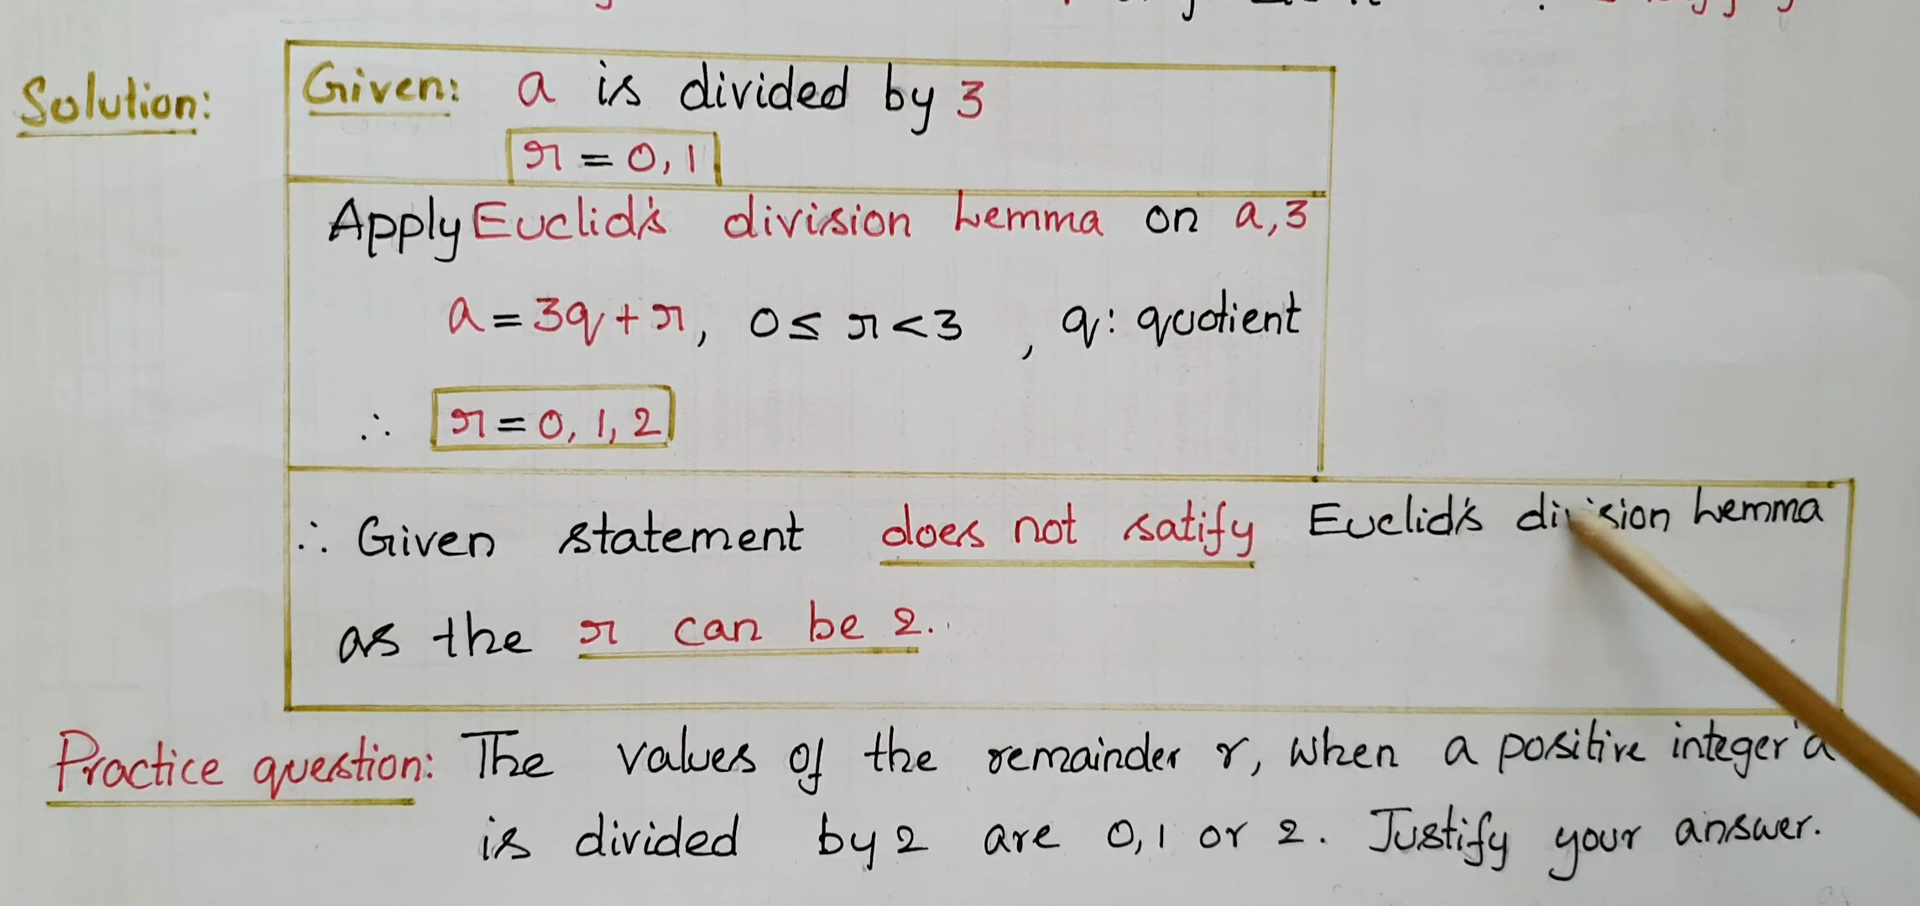 Solution:
Given: a is divided by 3
r = 0, 1
Apply Euclid's division Lemma on a, 3
a = 3q + r, 0 ≤ r < 3 , q: quotient
∴ r = 0, 1, 2
∴ Given statement does not satify Euclid's division Lemma
as the r can be 2.
Practice question: The values of the remainder r, when a positive integer 'a
is divided by 2 are 0, 1 or 2. Justify your answer.